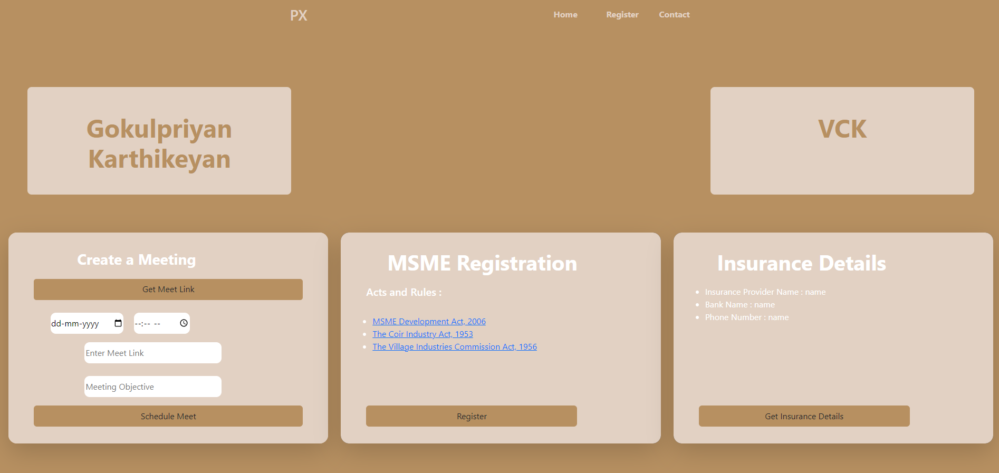 PX
Home Register Contact
Gokulpriyan
Karthikeyan
VCK
Create a Meeting
Get Meet Link
dd-mm-yyyy
--:-- --
Enter Meet Link
Meeting Objective
Schedule Meet
MSME Registration
Acts and Rules :
MSME Development Act, 2006
The Coir Industry Act, 1953
The Village Industries Commission Act, 1956
Register
Insurance Details
Insurance Provider Name : name
Bank Name : name
Phone Number : name
Get Insurance Details